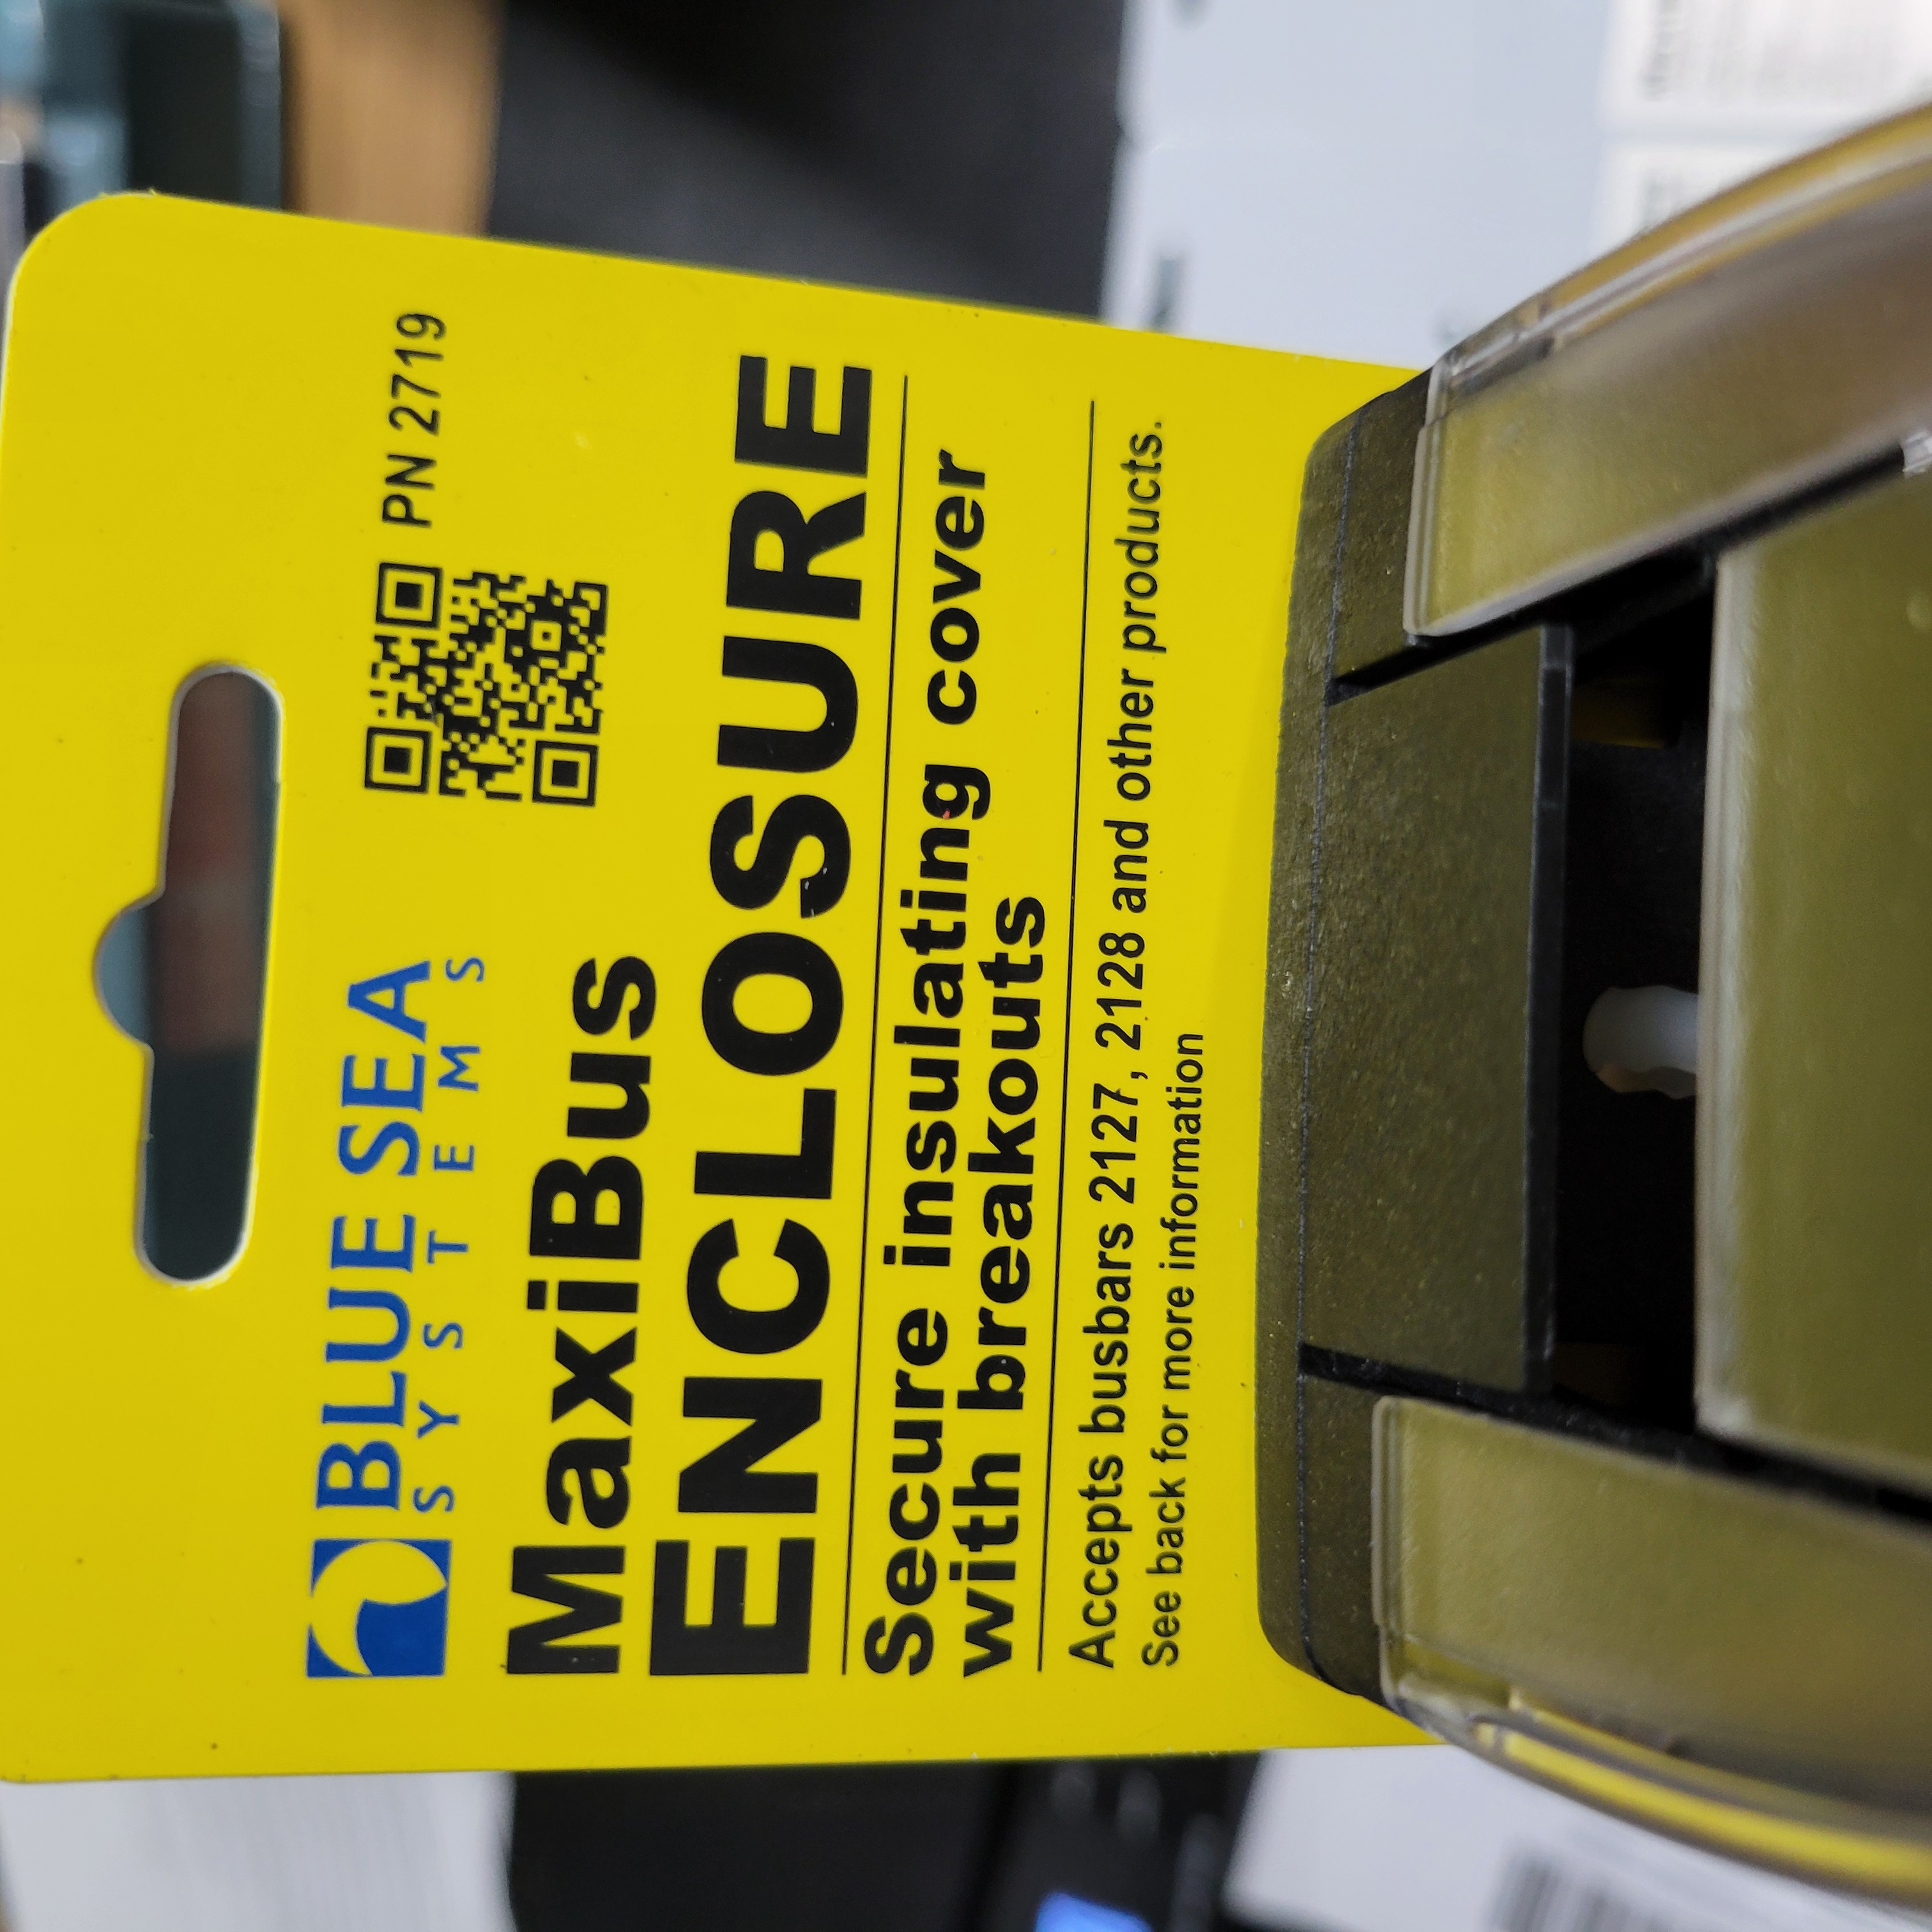 BLUE SEA
SYSTEMS
PN 2719
MaxiBus
ENCLOSURE
Secure insulating cover
with breakouts
Accepts busbars 2127, 2128 and other products.
See back for more information